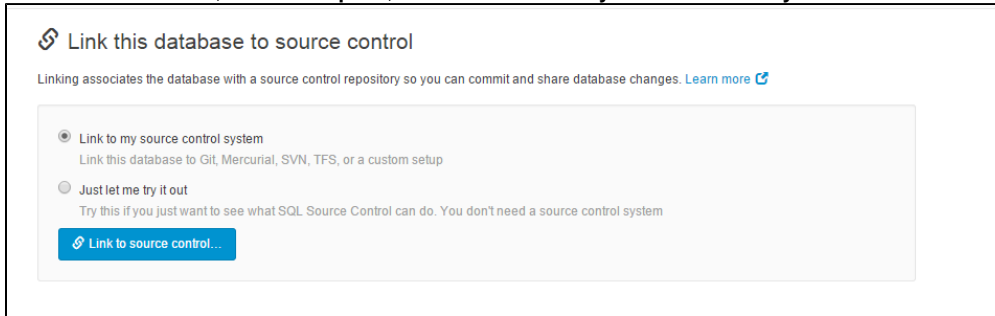 Link this database to source control
Linking associates the database with a source control repository so you can commit and share database changes. Learn more
Link to my source control system
Link this database to Git, Mercurial, SVN, TFS, or a custom setup
Just let me try it out
Try this if you just want to see what SQL Source Control can do. You don't need a source control system
Link to source control...